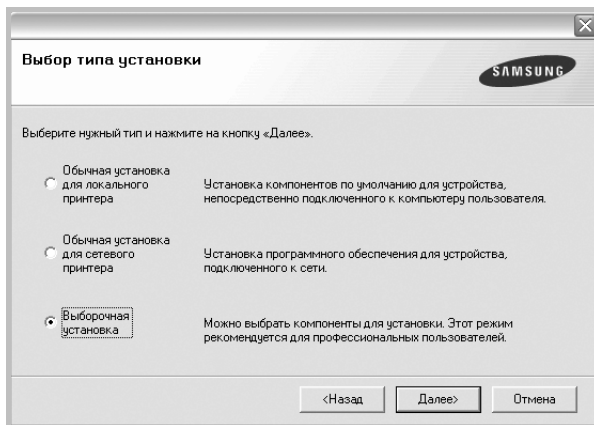 Выбор типа установки
SAMSUNG
Выберите нужный тип и нажмите на кнопку «Далее».
Обычная установка
для локального
принтера
Установка компонентов по умолчанию для устройства,
непосредственно подключенного к компьютеру пользователя.
Обычная установка
для сетевого
принтера
Установка программного обеспечения для устройства,
подключенного к сети.
Выборочная
установка
Можно выбрать компоненты для установки. Этот режим
рекомендуется для профессиональных пользователей.
<Назад
Далее>
Отмена